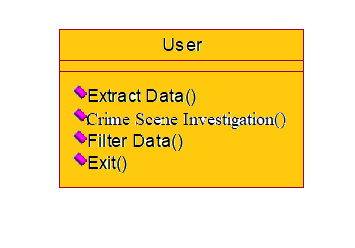 User
Extract Data()
Crime Scene Investigation()
Filter Data()
Exit()